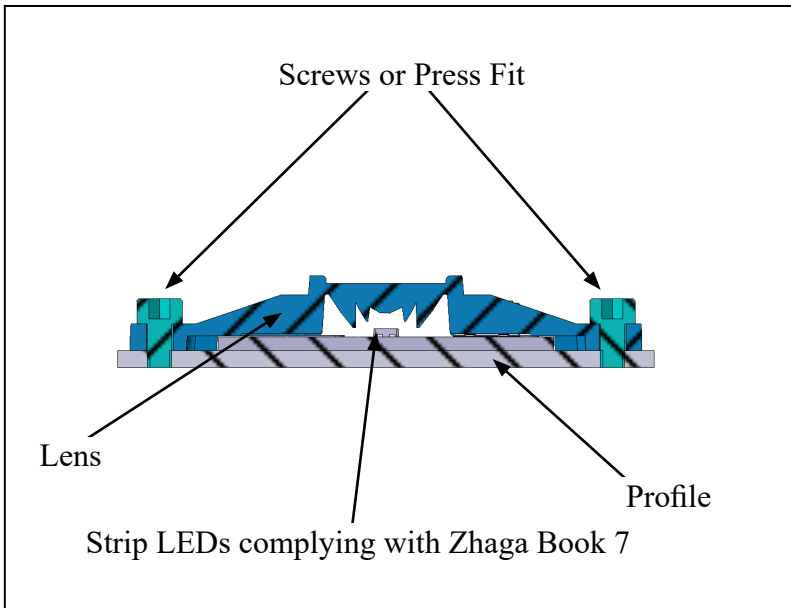 Screws or Press Fit
Lens
Profile
Strip LEDs complying with Zhaga Book 7